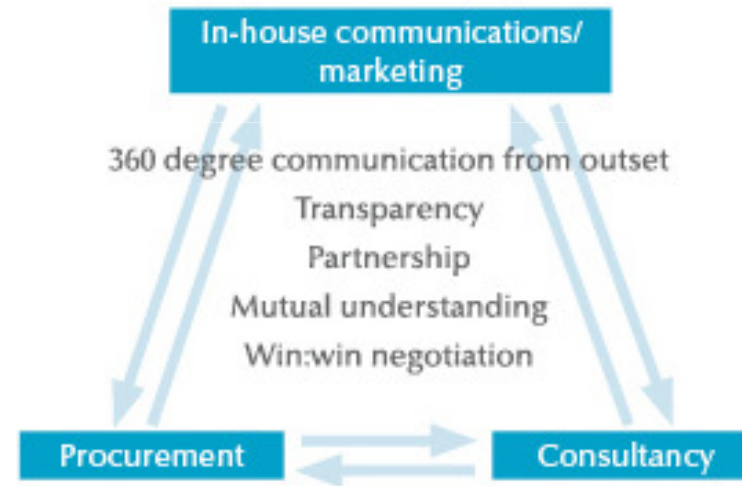 In-house communications/
marketing
360 degree communication from outset
Transparency
Partnership
Mutual understanding
Win:win negotiation
Procurement
Consultancy